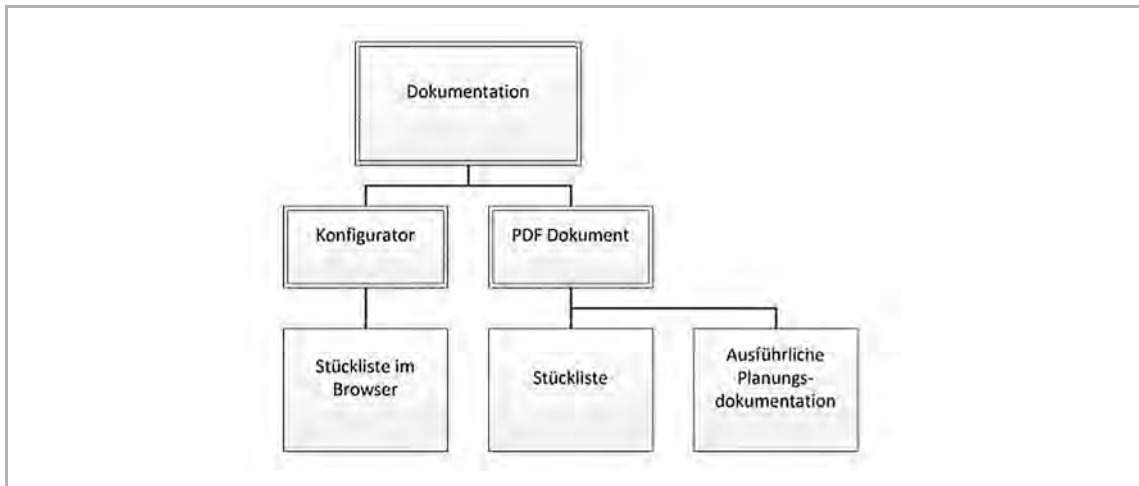 Dokumentation
Konfigurator
PDF Dokument
Stückliste im
Browser
Stückliste
Ausführliche
Planungs-
dokumentation